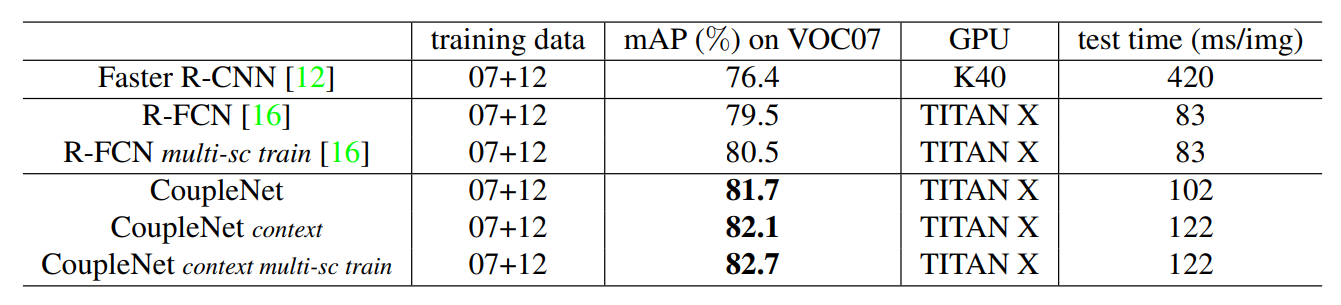 training data mAP (%) on VOC07 GPU test time (ms/img)
Faster R-CNN [12] 07+12 76.4 K40 420
R-FCN [16] 07+12 79.5 TITAN X 83
R-FCN multi-sc train [16] 07+12 80.5 TITAN X 83
CoupleNet 07+12 81.7 TITAN X 102
CoupleNet context 07+12 82.1 TITAN X 122
CoupleNet context multi-sc train 07+12 82.7 TITAN X 122